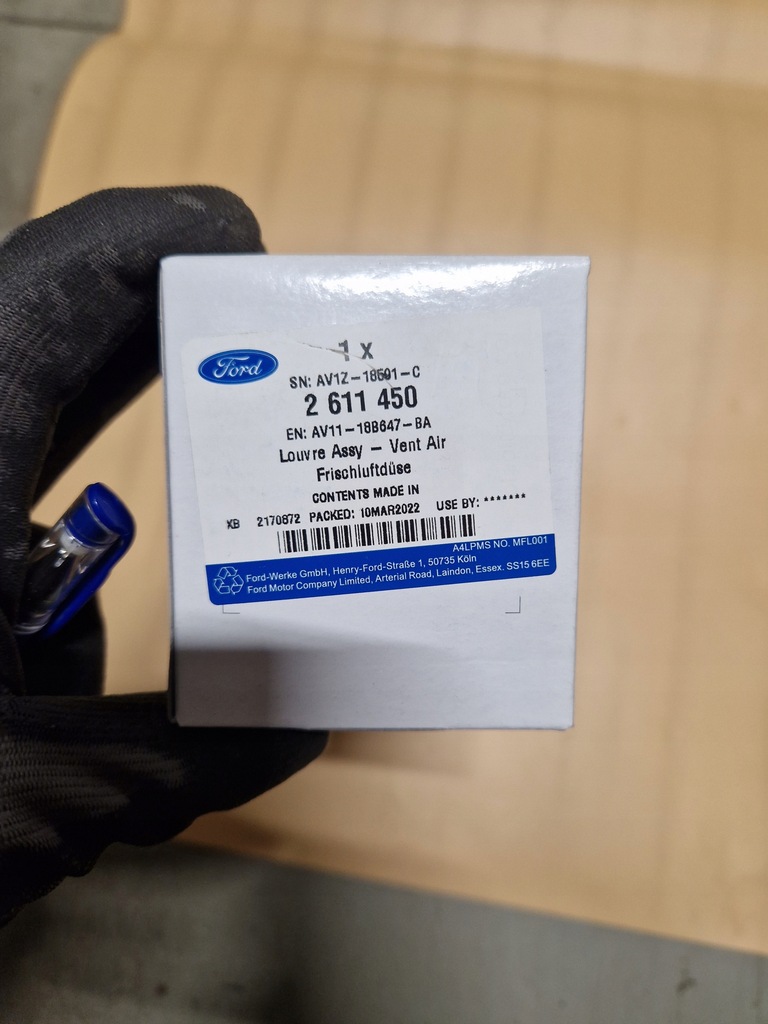 Ford
1 x
SN: AV1Z-18691-C
2 611 450
EN: AV11-18B647-BA
Louvre Assy - Vent Air
Frischluftdüse
CONTENTS MADE IN
XB 2170872 PACKED: 10MAR2022 USE BY: *******
A4LPMS NO. MFL001
Ford-Werke GmbH, Henry-Ford-Straße 1, 50735 Köln
Ford Motor Company Limited, Arterial Road, Laindon, Essex. SS15 6EE